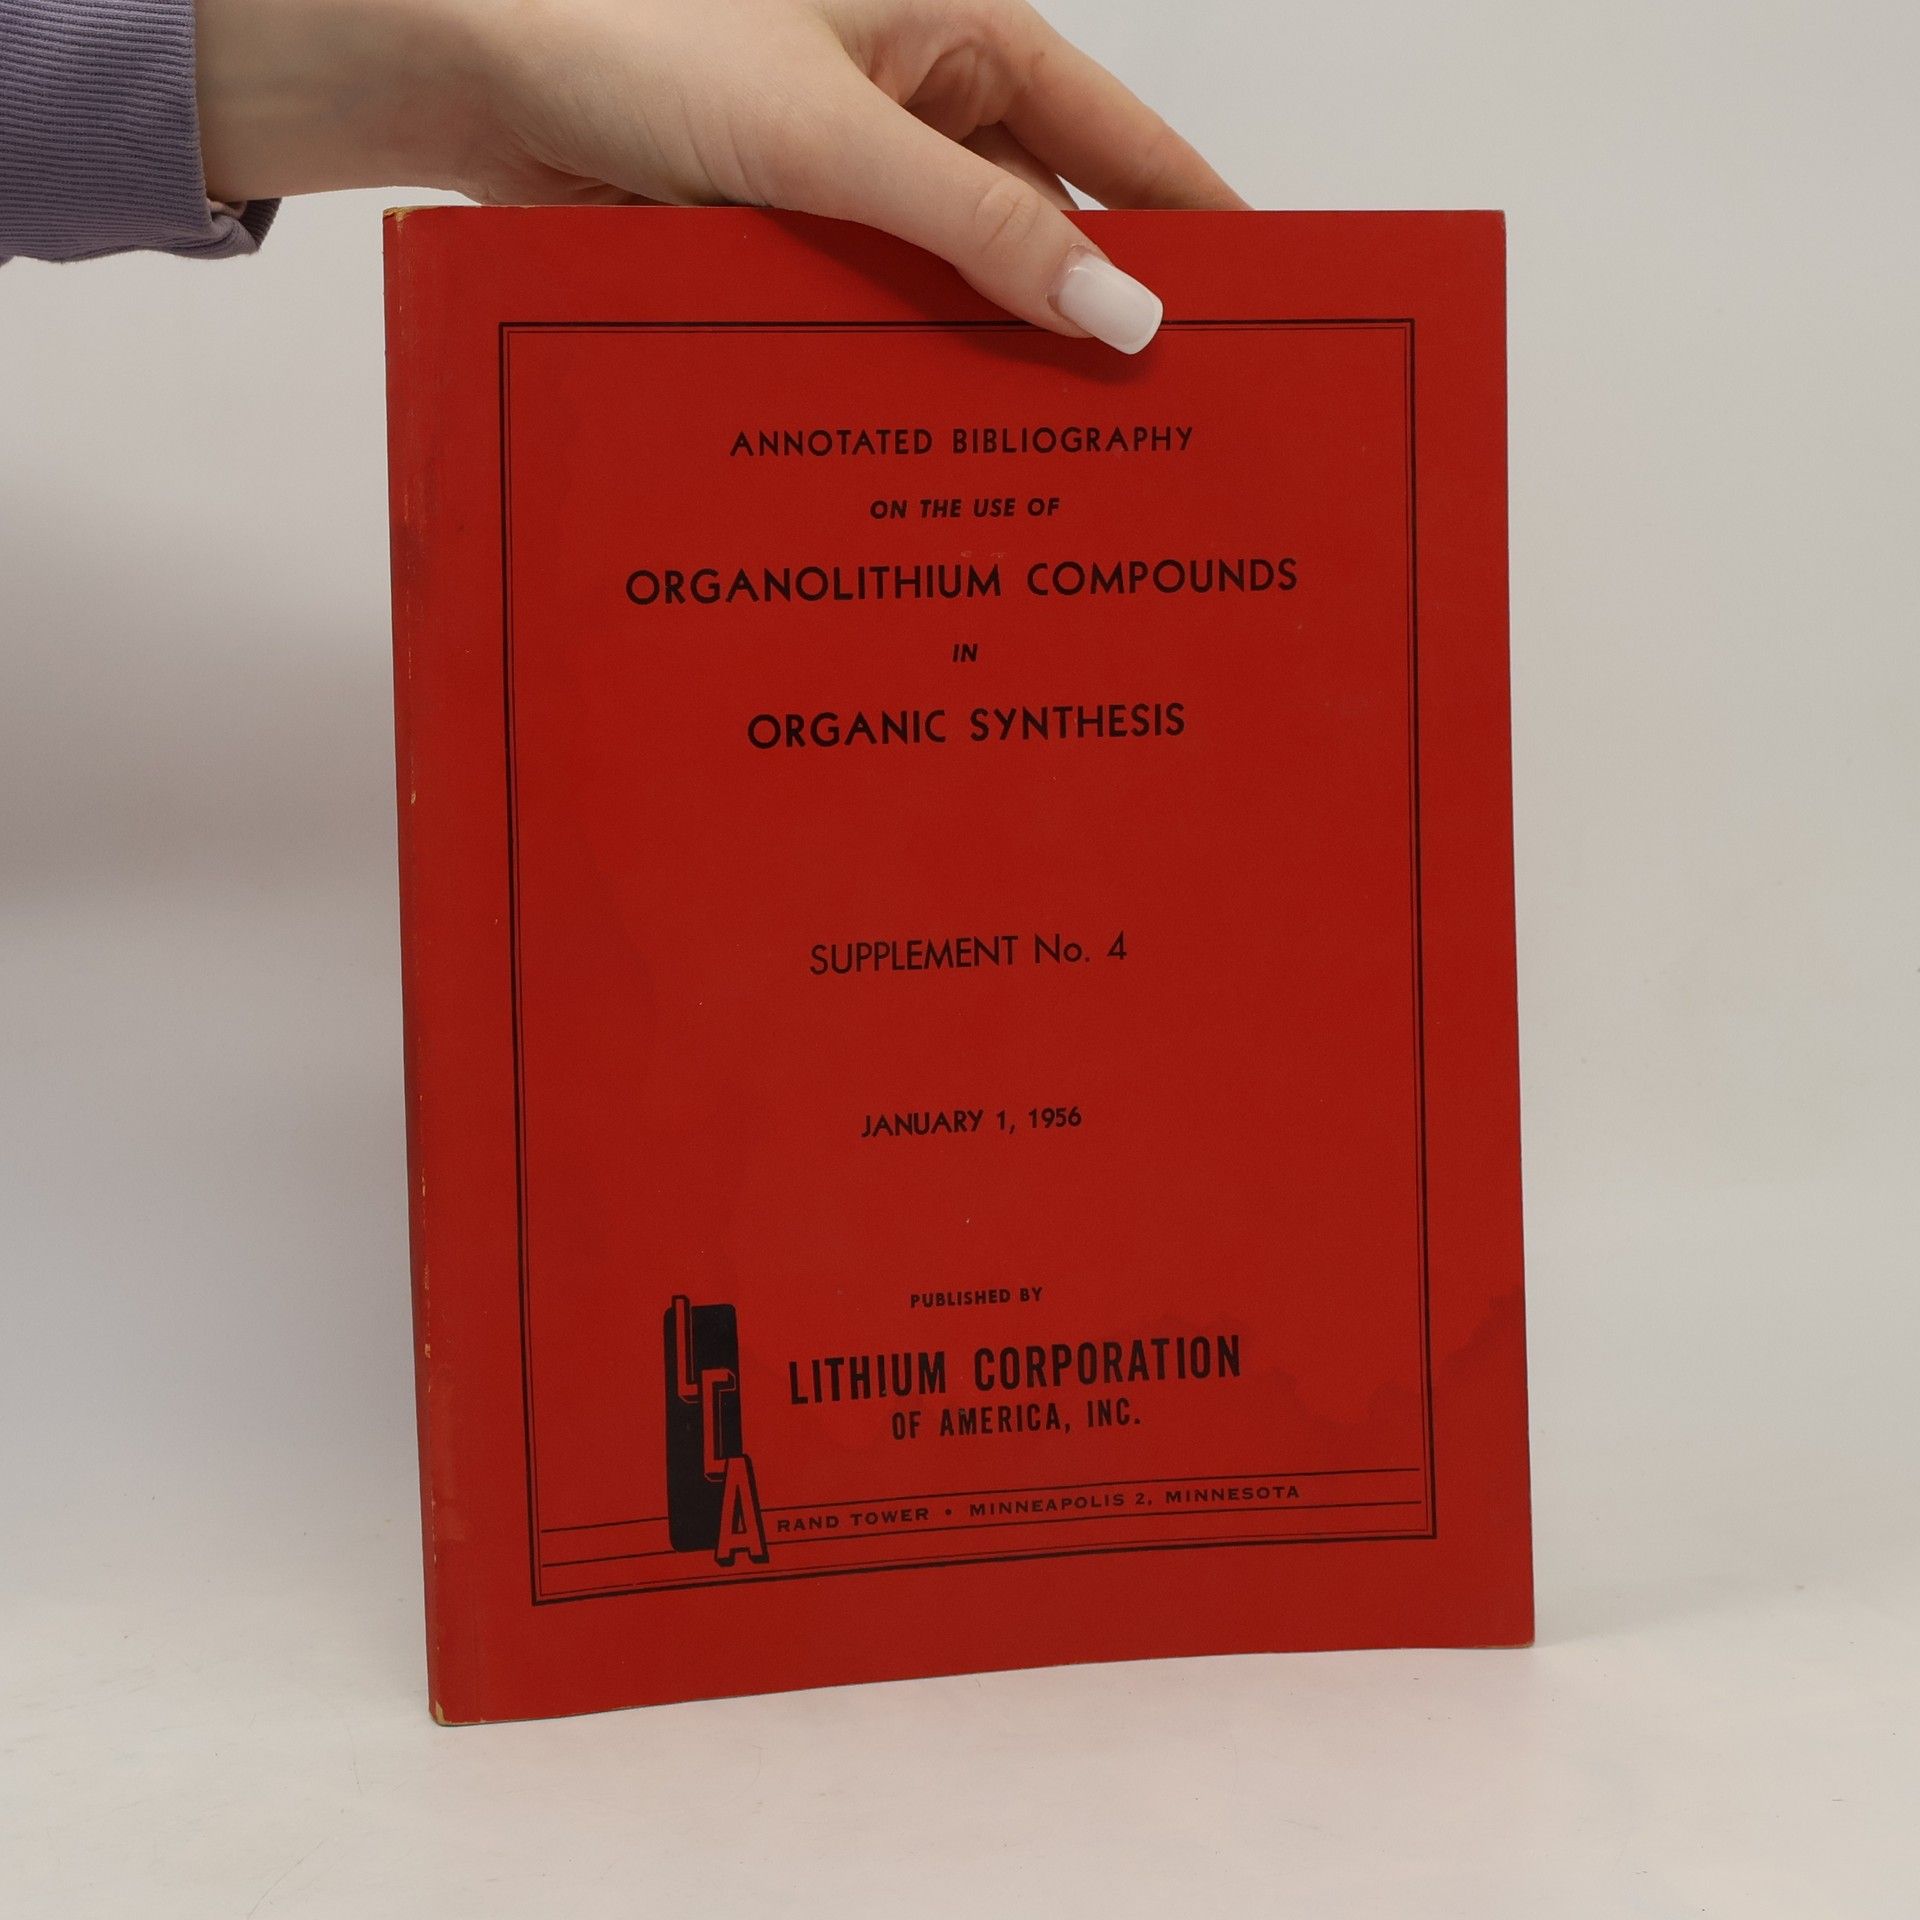 ANNOTATED BIBLIOGRAPHY
ON THE USE OF
ORGANOLITHIUM COMPOUNDS
IN
ORGANIC SYNTHESIS
SUPPLEMENT No. 4
JANUARY 1, 1956
PUBLISHED BY
LITHIUM CORPORATION
OF AMERICA, INC.
LCA
RAND TOWER • MINNEAPOLIS 2, MINNESOTA